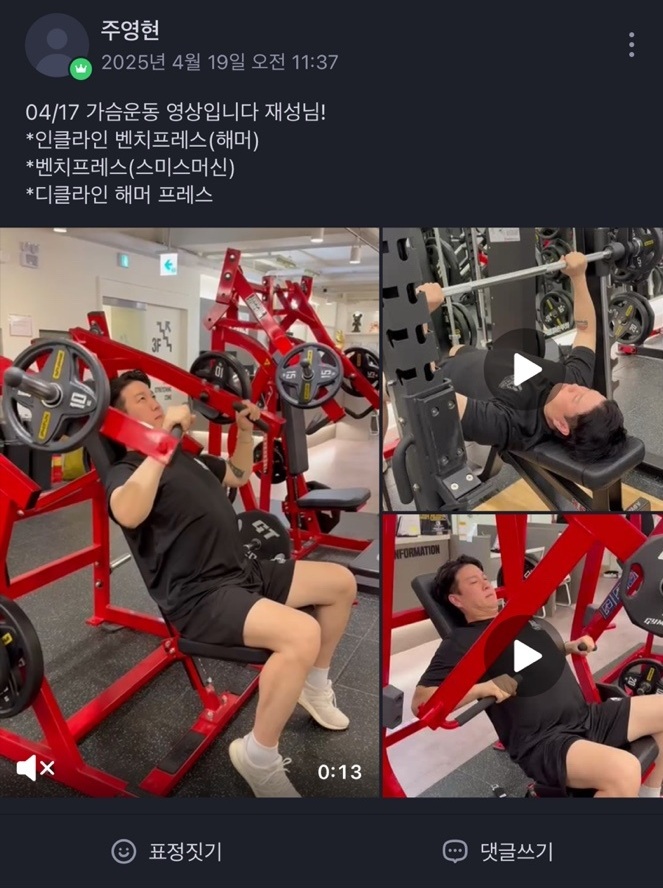 주영현
2025년 4월 19일 오전 11:37
04/17 가슴운동 영상입니다 재성님!
*인클라인 벤치프레스(해머)
*벤치프레스(스미스머신)
*디클라인 해머 프레스
3F
10
INFORMATION
0:13
표정짓기
댓글쓰기